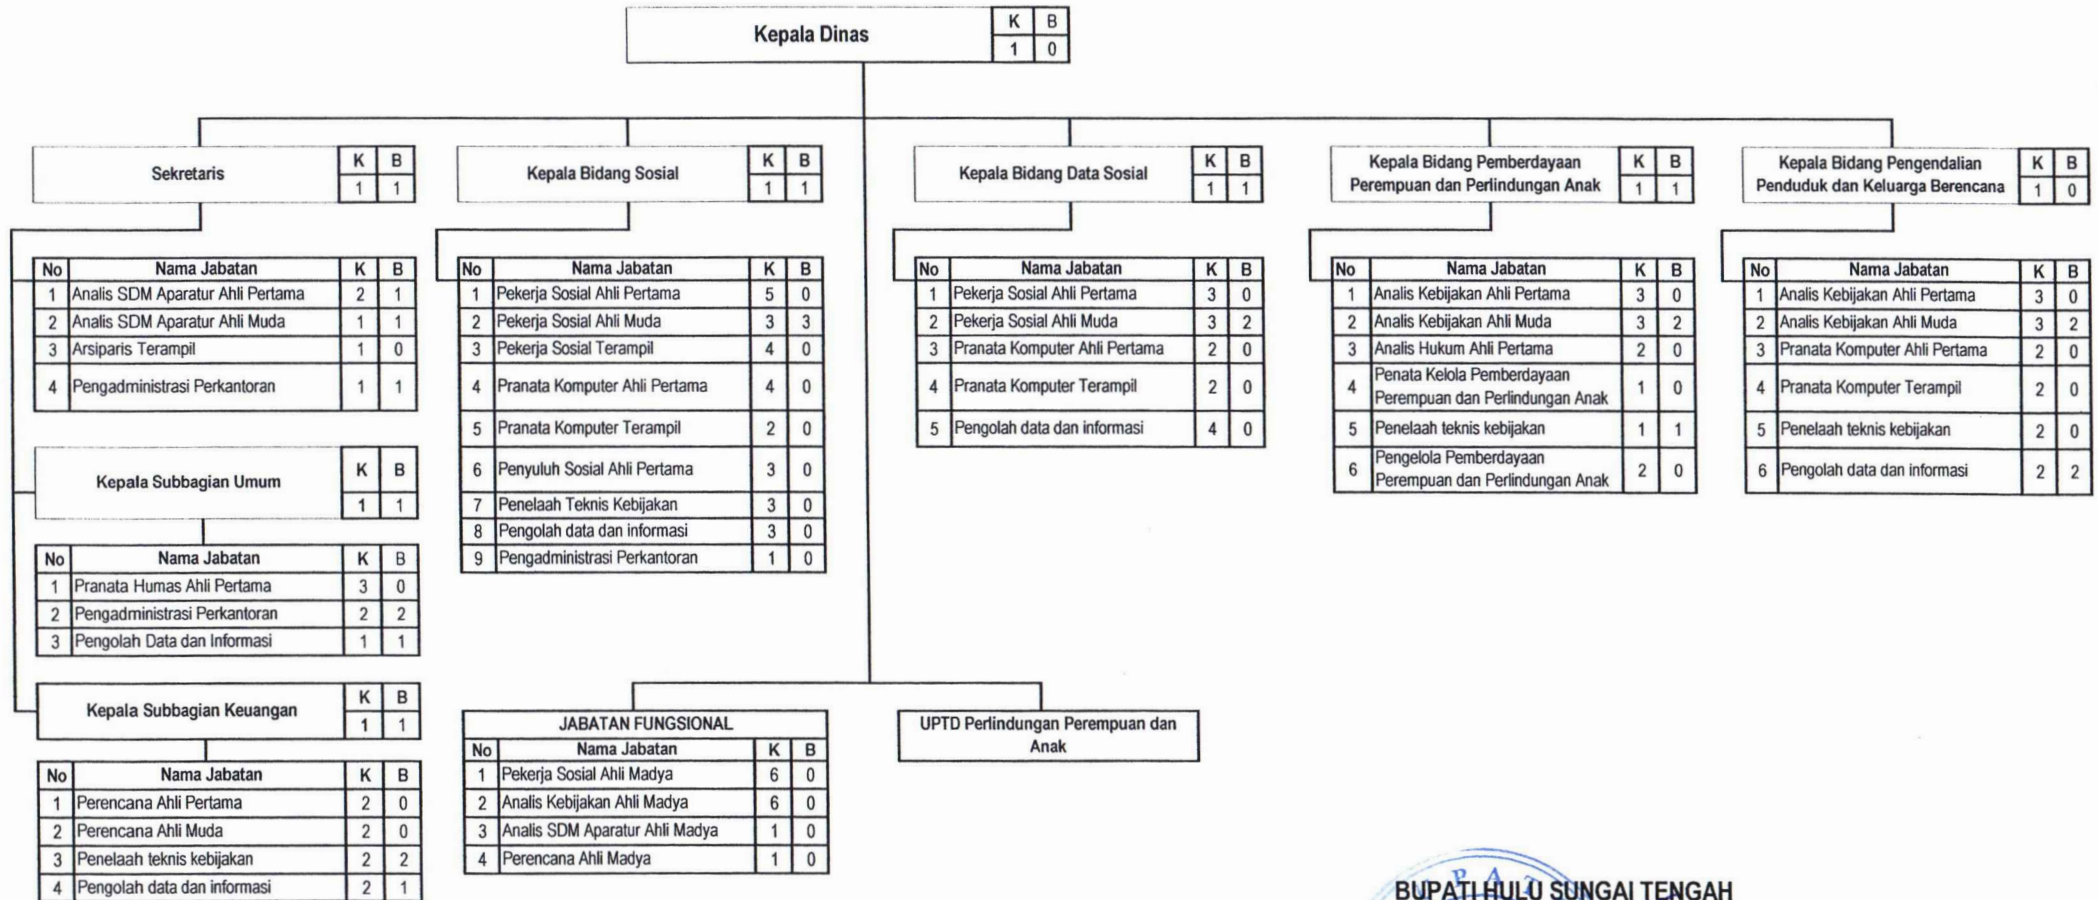 Kepala Dinas
K B
1 0
Sekretaris
K B
1 1
Kepala Bidang Sosial
K B
1 1
Kepala Bidang Data Sosial
K B
1 1
Kepala Bidang Pemberdayaan
Perempuan dan Perlindungan Anak
K B
1 1
Kepala Bidang Pengendalian
Penduduk dan Keluarga Berencana
K B
1 0
No Nama Jabatan K B
1 Analis SDM Aparatur Ahli Pertama 2 1
2 Analis SDM Aparatur Ahli Muda 1 1
3 Arsiparis Terampil 1 0
4 Pengadministrasi Perkantoran 1 1
Kepala Subbagian Umum
K B
1 1
No Nama Jabatan K B
1 Pranata Humas Ahli Pertama 3 0
2 Pengadministrasi Perkantoran 2 2
3 Pengolah Data dan Informasi 1 1
Kepala Subbagian Keuangan
K B
1 1
No Nama Jabatan K B
1 Perencana Ahli Pertama 2 0
2 Perencana Ahli Muda 2 0
3 Penelaah teknis kebijakan 2 2
4 Pengolah data dan informasi 2 1
No Nama Jabatan K B
1 Pekerja Sosial Ahli Pertama 5 0
2 Pekerja Sosial Ahli Muda 3 3
3 Pekerja Sosial Terampil 4 0
4 Pranata Komputer Ahli Pertama 4 0
5 Pranata Komputer Terampil 2 0
6 Penyuluh Sosial Ahli Pertama 3 0
7 Penelaah Teknis Kebijakan 3 0
8 Pengolah data dan informasi 3 0
9 Pengadministrasi Perkantoran 1 0
No Nama Jabatan K B
1 Pekerja Sosial Ahli Pertama 3 0
2 Pekerja Sosial Ahli Muda 3 2
3 Pranata Komputer Ahli Pertama 2 0
4 Pranata Komputer Terampil 2 0
5 Pengolah data dan informasi 4 0
No Nama Jabatan K B
1 Analis Kebijakan Ahli Pertama 3 0
2 Analis Kebijakan Ahli Muda 3 2
3 Analis Hukum Ahli Pertama 2 0
4 Penata Kelola Pemberdayaan
Perempuan dan Perlindungan Anak 1 0
5 Penelaah teknis kebijakan 1 1
6 Pengelola Pemberdayaan
Perempuan dan Perlindungan Anak 2 0
No Nama Jabatan K B
1 Analis Kebijakan Ahli Pertama 3 0
2 Analis Kebijakan Ahli Muda 3 2
3 Pranata Komputer Ahli Pertama 2 0
4 Pranata Komputer Terampil 2 0
5 Penelaah teknis kebijakan 2 0
6 Pengolah data dan informasi 2 2
JABATAN FUNGSIONAL
No Nama Jabatan K B
1 Pekerja Sosial Ahli Madya 6 0
2 Analis Kebijakan Ahli Madya 6 0
3 Analis SDM Aparatur Ahli Madya 1 0
4 Perencana Ahli Madya 1 0
UPTD Perlindungan Perempuan dan
Anak
BUPATI HULU SUNGAI TENGAH